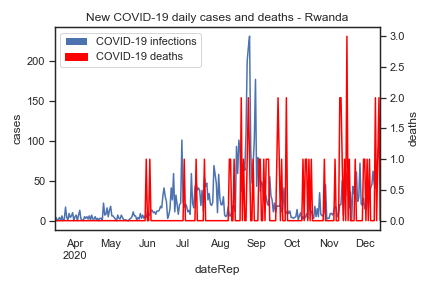 New COVID-19 daily cases and deaths - Rwanda
COVID-19 infections
COVID-19 deaths
cases
200
150
100
50
0
3.0
2.5
2.0
1.5
1.0
0.5
0.0
deaths
Apr May Jun Jul Aug Sep Oct Nov Dec
2020
dateRep